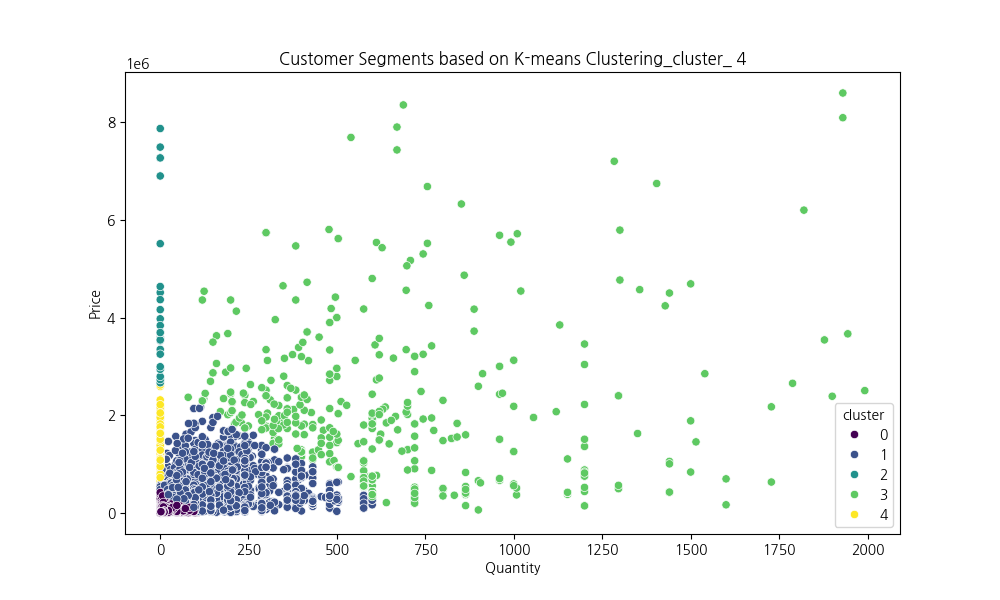 Customer Segments based on K-means Clustering_cluster_ 4
1e6
8
6
4
2
0
Price
0 250 500 750 1000 1250 1500 1750 2000
Quantity
cluster
0
1
2
3
4